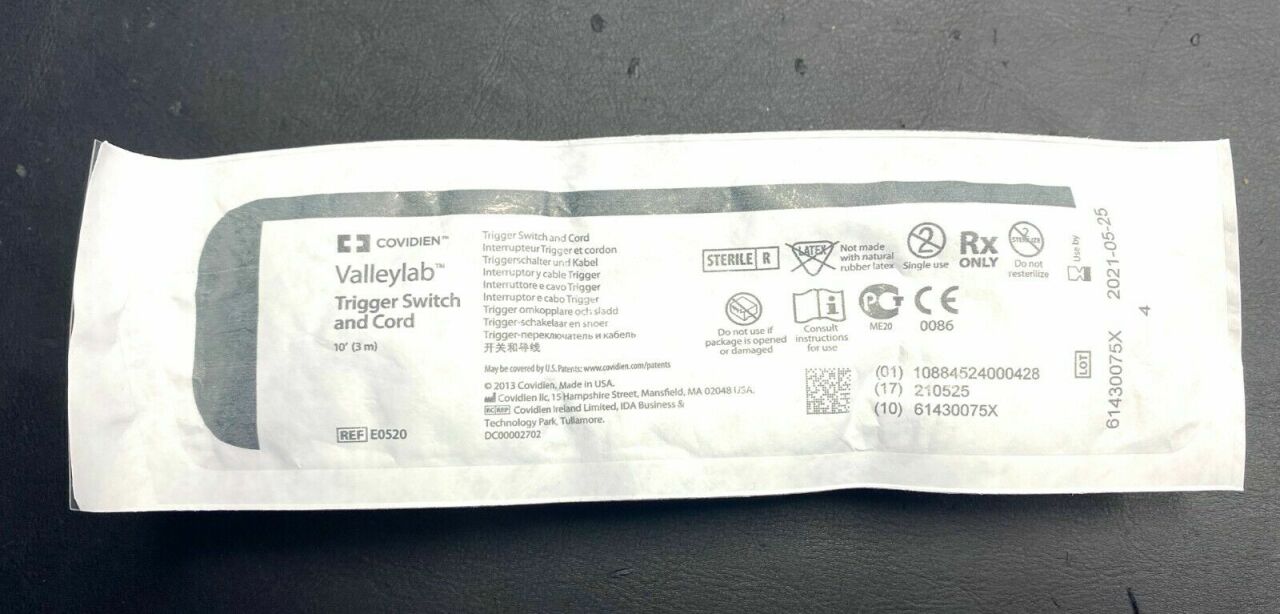 COVIDIEN™
Valleylab™
Trigger Switch
and Cord
10' (3 m)
REF E0520
Trigger Switch and Cord
Interrupteur Trigger et cordon
Triggerschalter und Kabel
Interruptor y cable Trigger
Interruttore e cavo Trigger
Interruptor e cabo Trigger
Trigger omkopplare och sladd
Trigger-schakelaar en snoer
Trigger-переключатель и кабель
开关和导线
May be covered by U.S. Patents: www.covidien.com/patents
© 2013 Covidien, Made in USA.
Covidien llc, 15 Hampshire Street, Mansfield, MA 02048 USA.
EC REP Covidien Ireland Limited, IDA Business &
Technology Park, Tullamore.
DC00002702
STERILE R
LATEX
Not made
with natural
rubber latex
2
Single use
Rx
ONLY
STERILIZE
Do not
resterilize
Do not use if
package is opened
or damaged
i
Consult
instructions
for use
ME20
CE
0086
(01) 10884524000428
(17) 210525
(10) 61430075X
Use by
2021-05-25
LOT
61430075X
4